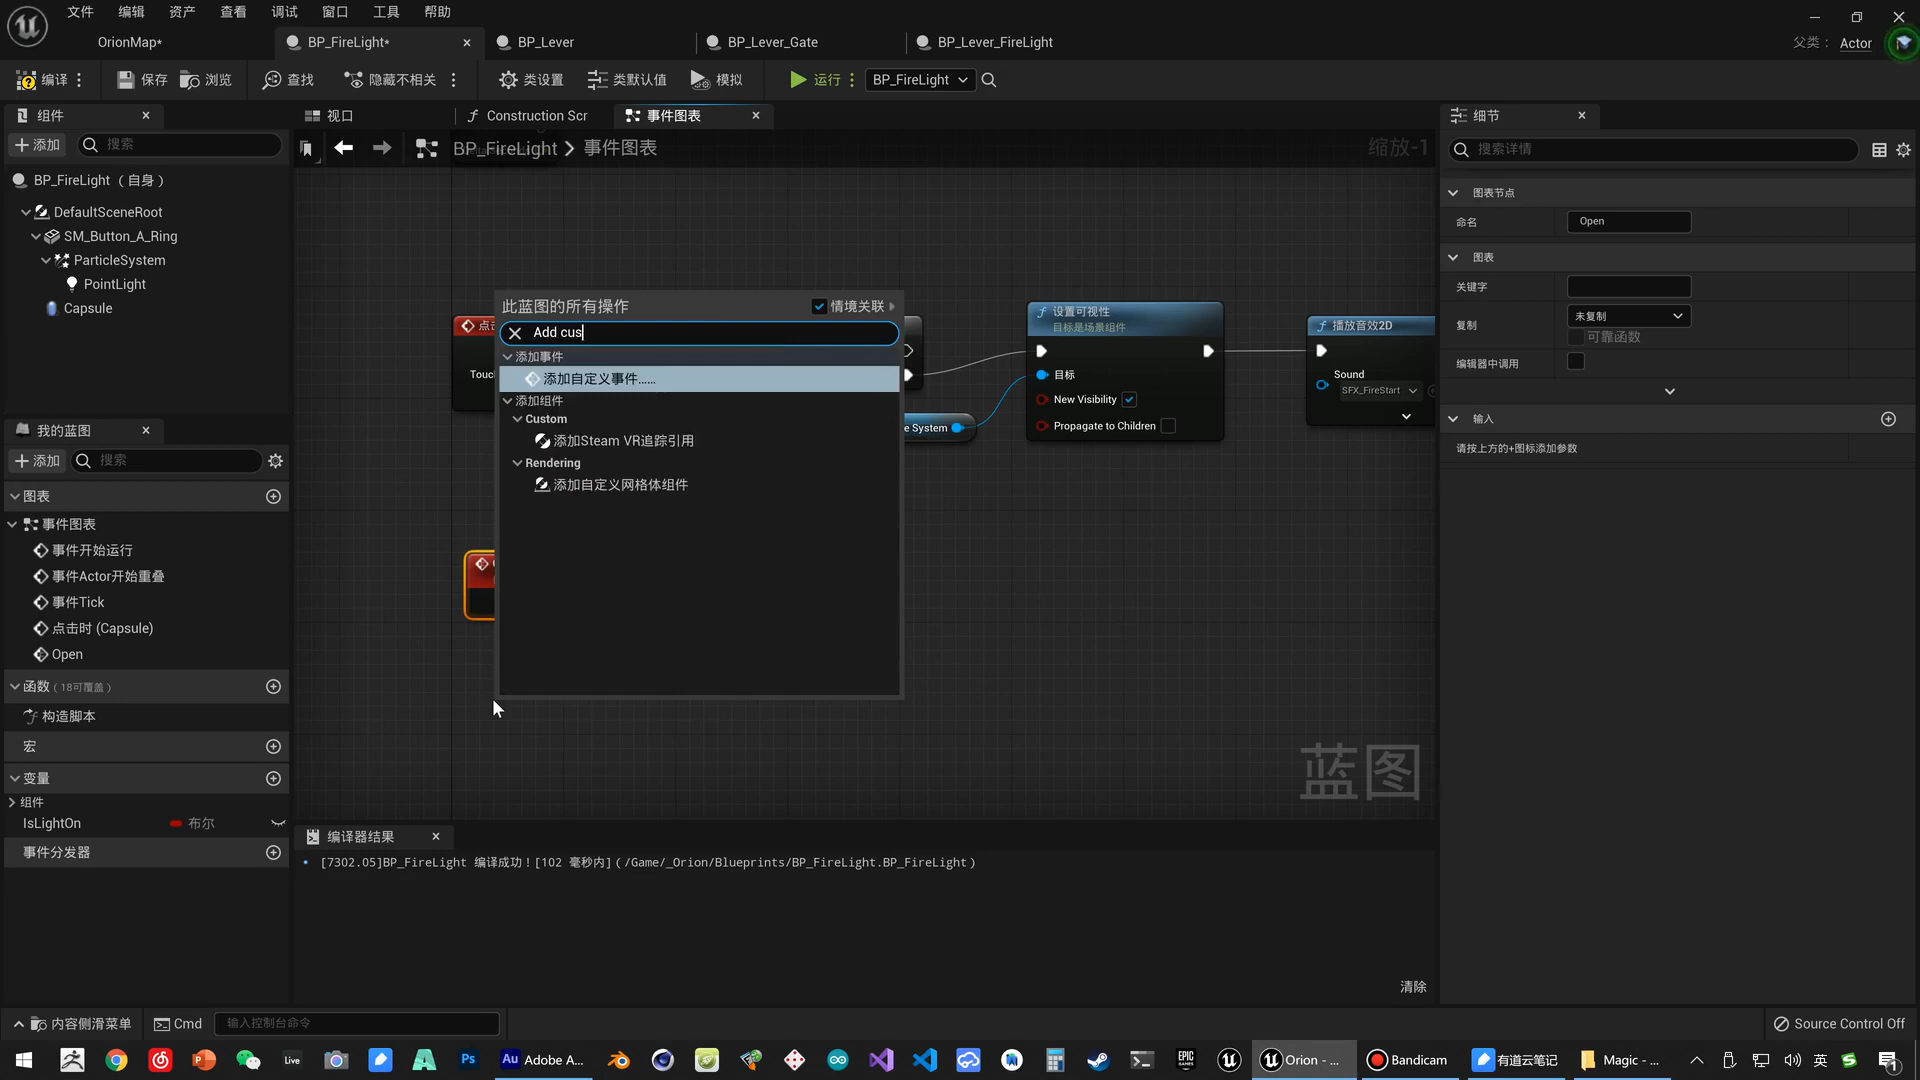 文件 编辑 资产 查看 调试 窗口 工具 帮助
OrionMap* BP_FireLight* BP_Lever BP_Lever_Gate BP_Lever_FireLight 父类： Actor
编译 保存 浏览 查找 隐藏不相关 类设置 类默认值 模拟 运行 BP_FireLight
组件 视口 Construction Scr 事件图表 细节
添加 搜索 BP_FireLight 事件图表 缩放-1 搜索详情
BP_FireLight （自身）
DefaultSceneRoot
SM_Button_A_Ring
ParticleSystem
PointLight
Capsule
图表节点
命名 Open
图表
关键字
复制 未复制
可靠函数
编辑器中调用
输入
请按上方的+图标添加参数
此蓝图的所有操作 情境关联
Add cus
添加事件
添加自定义事件……
添加组件
Custom
添加Steam VR追踪引用
Rendering
添加自定义网格体组件
Touc
e System
设置可视性
目标是场景组件
目标
New Visibility
Propagate to Children
播放音效2D
Sound
SFX_FireStart
我的蓝图
添加 搜索
图表
事件图表
事件开始运行
事件Actor开始重叠
事件Tick
点击时 (Capsule)
Open
函数（18可覆盖）
构造脚本
宏
变量
组件
IsLightOn 布尔
事件分发器
蓝图
编译器结果
[7302.05]BP_FireLight 编译成功！[102 毫秒内]（/Game/_Orion/Blueprints/BP_FireLight.BP_FireLight）
清除
内容侧滑菜单 Cmd 输入控制台命令 Source Control Off
Live Ps Au Adobe A... EPIC GAMES Orion - ... Bandicam 有道云笔记 Magic - ... 英